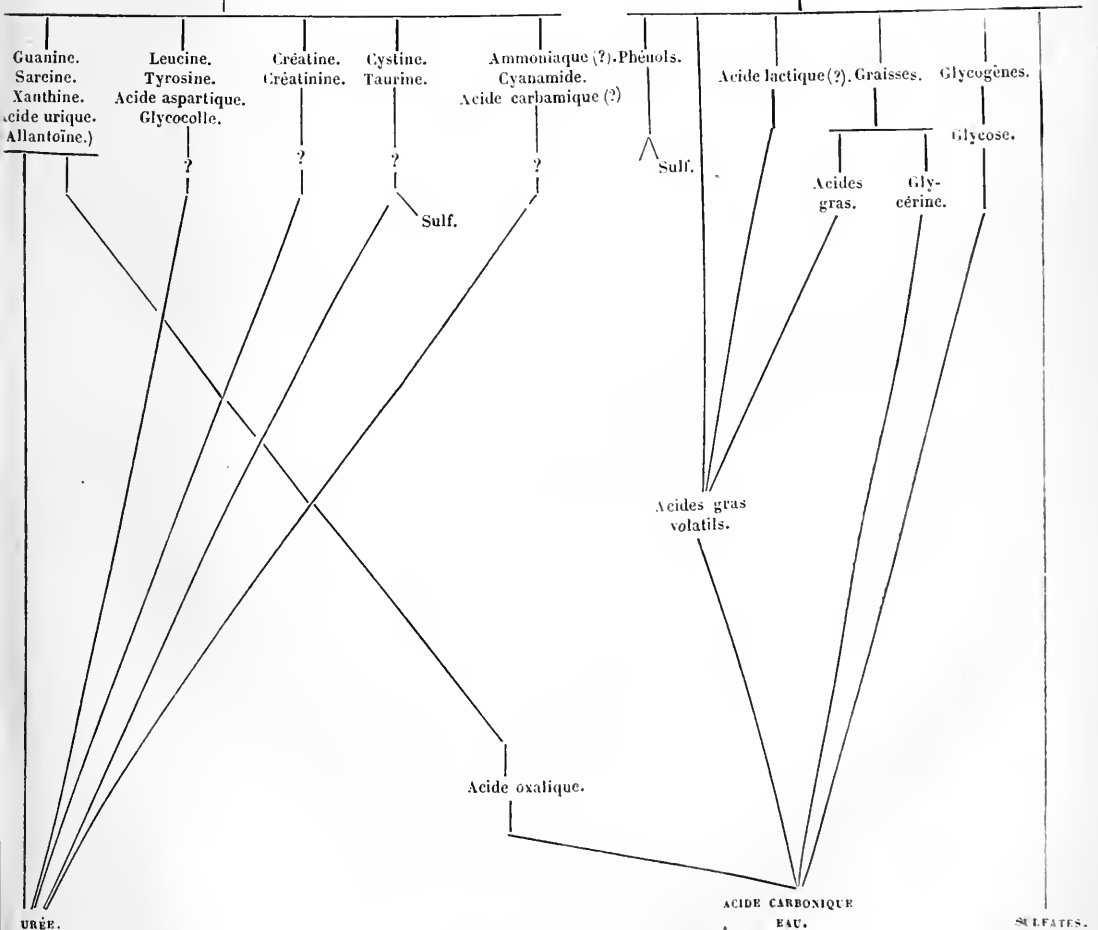 Guanine.
Sarcine.
Xanthine.
cide urique.
Allantoïne.)
Leucine.
Tyrosine.
Acide aspartique.
Glycocolle.
?
Créatine.
Créatinine.
?
Cystine.
Taurine.
?
Sulf.
Ammoniaque (?).
Cyanamide.
Acide carbamique (?)
?
Phénols.
Sulf.
Acide lactique (?).
Graisses.
Acides
gras.
Gly-
cérine.
Glycogènes.
Glycose.
Acides gras
volatils.
Acide oxalique.
URÉE.
ACIDE CARBONIQUE
EAU.
SULFATES.